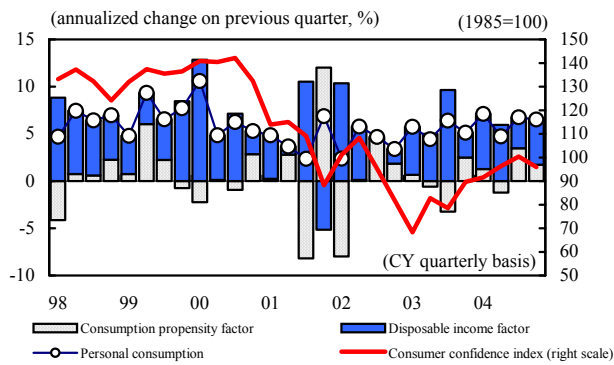 (annualized change on previous quarter, %) (1985=100)
15 150
140
10 130
120
5 110
100
0 90
80
-5 70
60
-10 50
(CY quarterly basis)
98 99 00 01 02 03 04
Consumption propensity factor Disposable income factor
Personal consumption Consumer confidence index (right scale)